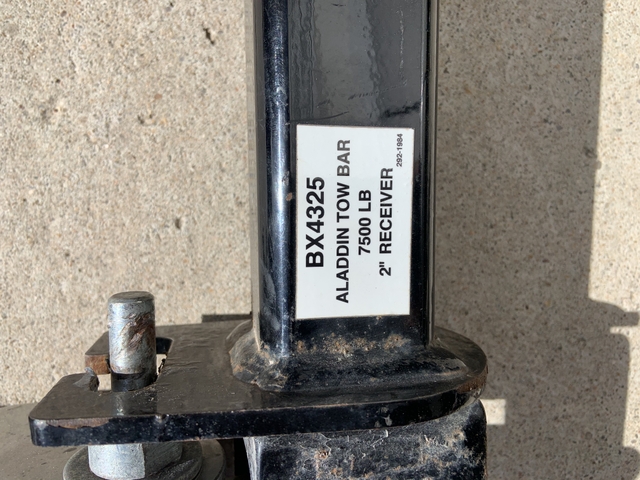 BX4325
ALADDIN TOW BAR
7500 LB
2" RECEIVER
292-1984